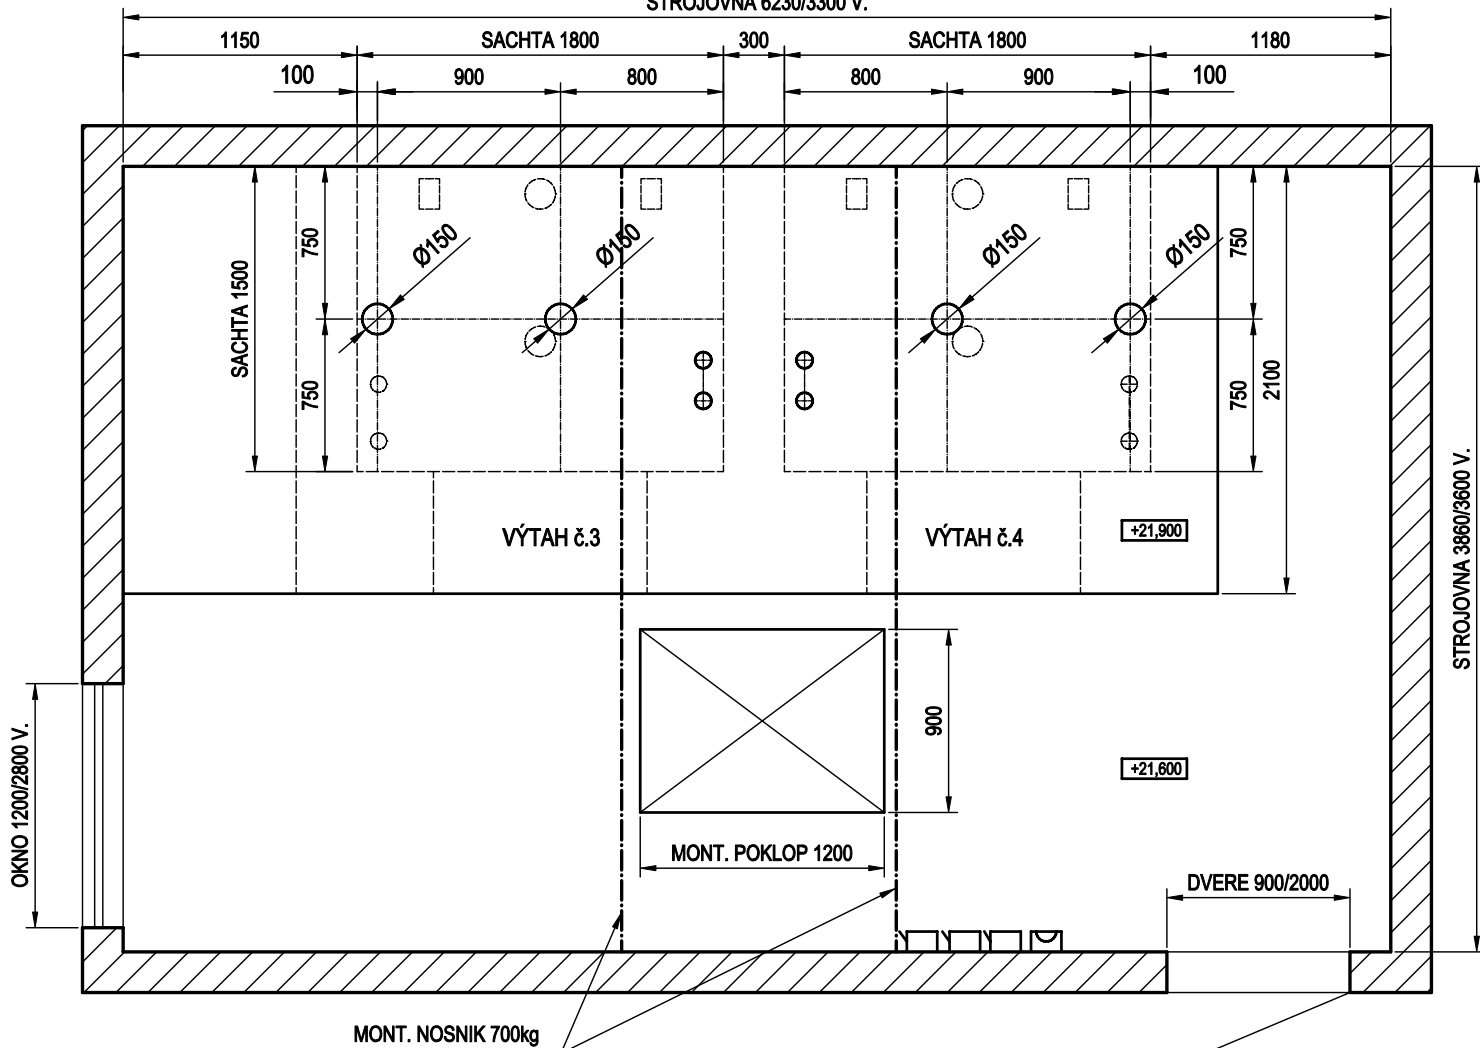 STROJOVNA 6230/3300 V.
1150
SACHTA 1800
300
SACHTA 1800
1180
100
900
800
800
900
100
750
Ø150
Ø150
Ø150
Ø150
750
SACHTA 1500
750
750
2100
VÝTAH č.3
VÝTAH č.4
+21,900
STROJOVNA 3860/3600 V.
900
+21,600
OKNO 1200/2800 V.
MONT. POKLOP 1200
DVERE 900/2000
MONT. NOSNIK 700kg